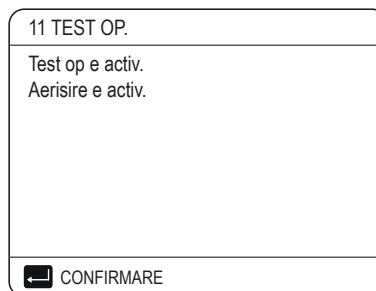 11 TEST OP.
Test op e activ.
Aerisire e activ.
CONFIRMARE